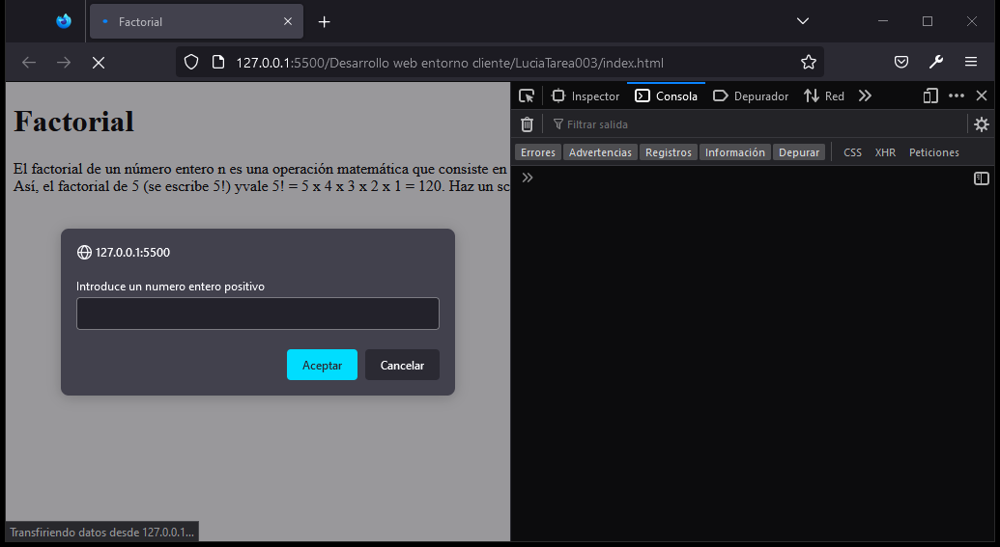 Factorial
127.0.0.1:5500/Desarrollo web entorno cliente/LuciaTarea003/index.html
Factorial
El factorial de un número entero n es una operación matemática que consiste en
Así, el factorial de 5 (se escribe 5!) yvale 5! = 5 x 4 x 3 x 2 x 1 = 120. Haz un sc
127.0.0.1:5500
Introduce un numero entero positivo
Aceptar Cancelar
Transfiriendo datos desde 127.0.0.1...
Inspector Consola Depurador Red
Filtrar salida
Errores Advertencias Registros Información Depurar CSS XHR Peticiones